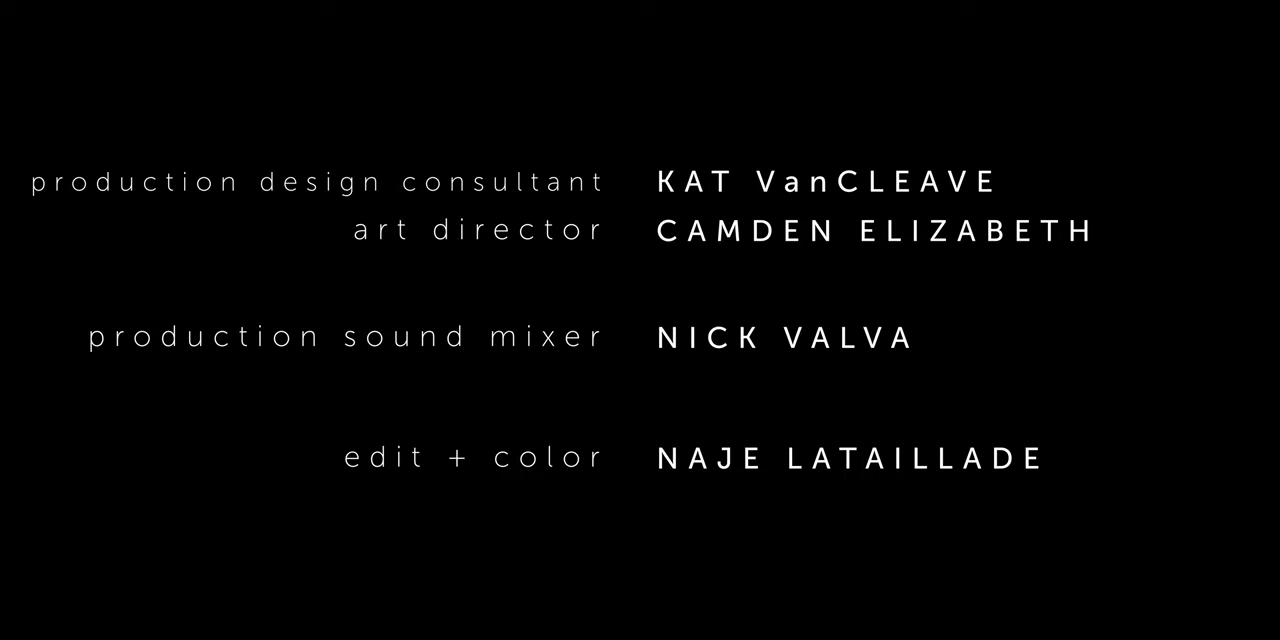 production design consultant KAT VanCLEAVE
art director CAMDEN ELIZABETH
production sound mixer NICK VALVA
edit + color NAJE LATAILLADE